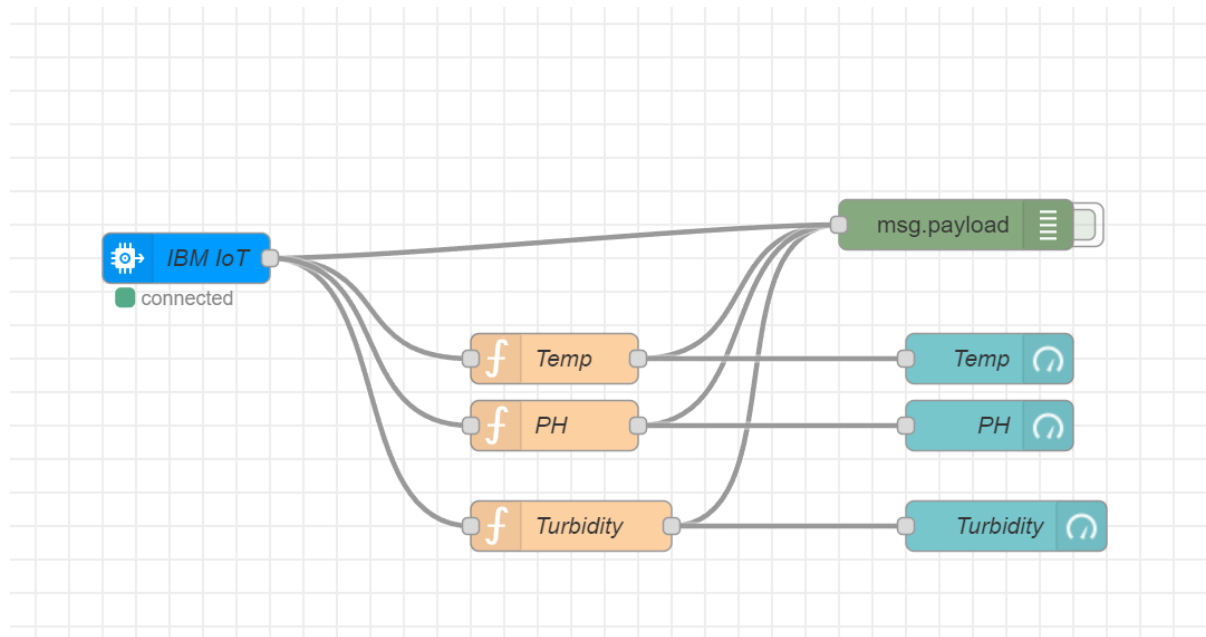 msg.payload
IBM IoT
connected
Temp
Temp
PH
PH
Turbidity
Turbidity